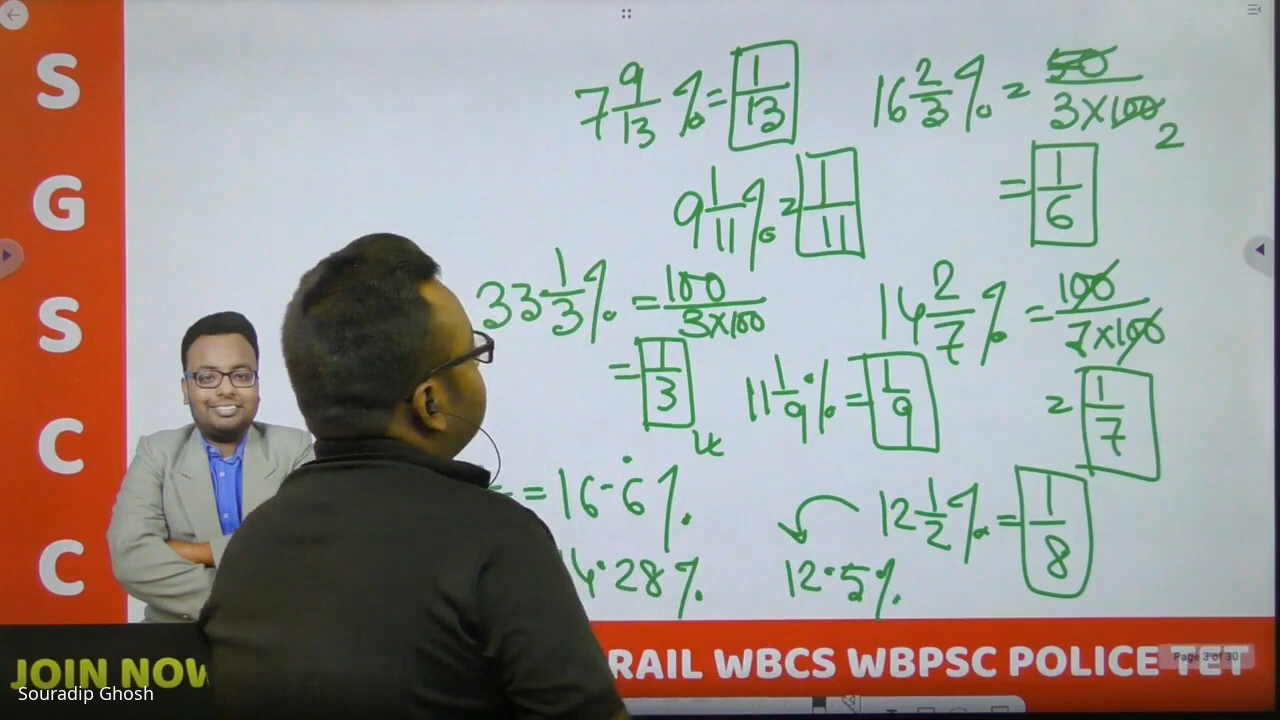 S
G
S
C
C
7 9/13 % = 1/13
16 2/3 % = 50/3×100 2
= 1/6
9 1/11 % = 1/11
33 1/3 % = 100/3×100
= 1/3
14 2/7 % = 100/7×100
= 1/7
11 1/9 % = 1/9
= 16.6̇ %
12 1/2 % = 1/8
4.28 %
12.5 %
JOIN NOW
RAIL WBCS WBPSC POLICE TET
Page 3 of 30
Souradip Ghosh